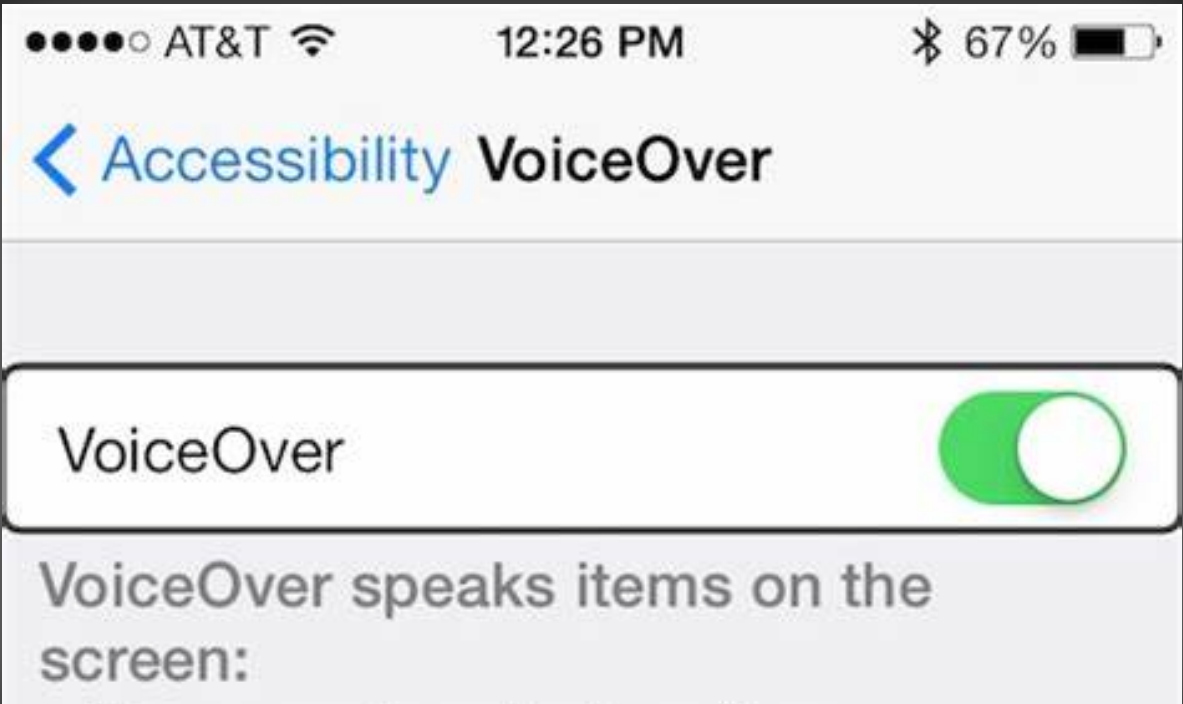 AT&T 12:26 PM 67%
Accessibility VoiceOver
VoiceOver
VoiceOver speaks items on the
screen: